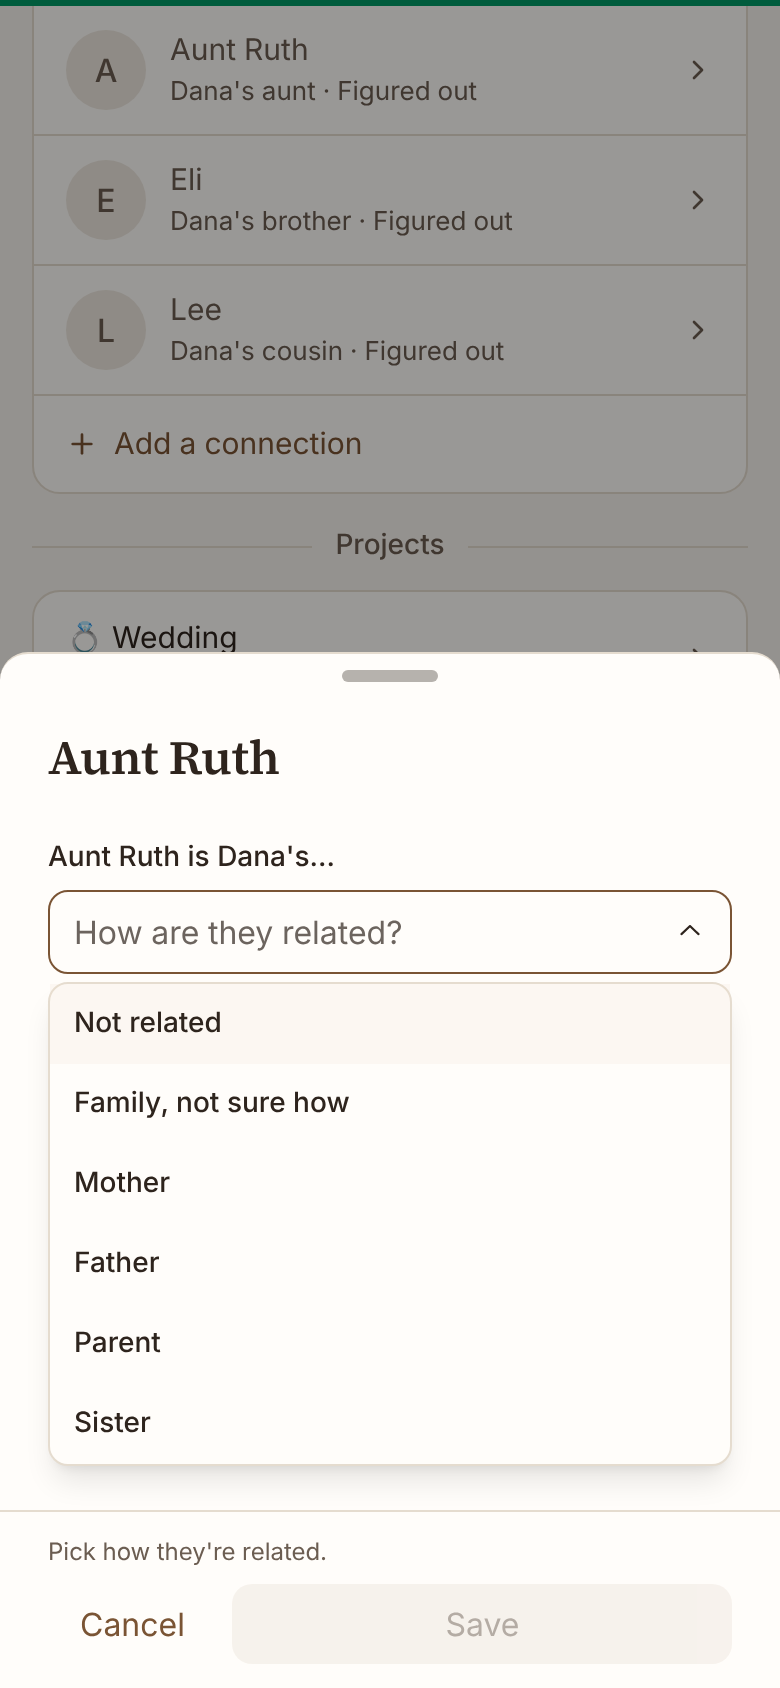 A
Aunt Ruth
Dana's aunt · Figured out
E
Eli
Dana's brother · Figured out
L
Lee
Dana's cousin · Figured out
+ Add a connection
Projects
💍 Wedding
Aunt Ruth
Aunt Ruth is Dana's...
How are they related?
Not related
Family, not sure how
Mother
Father
Parent
Sister
Pick how they're related.
Cancel
Save